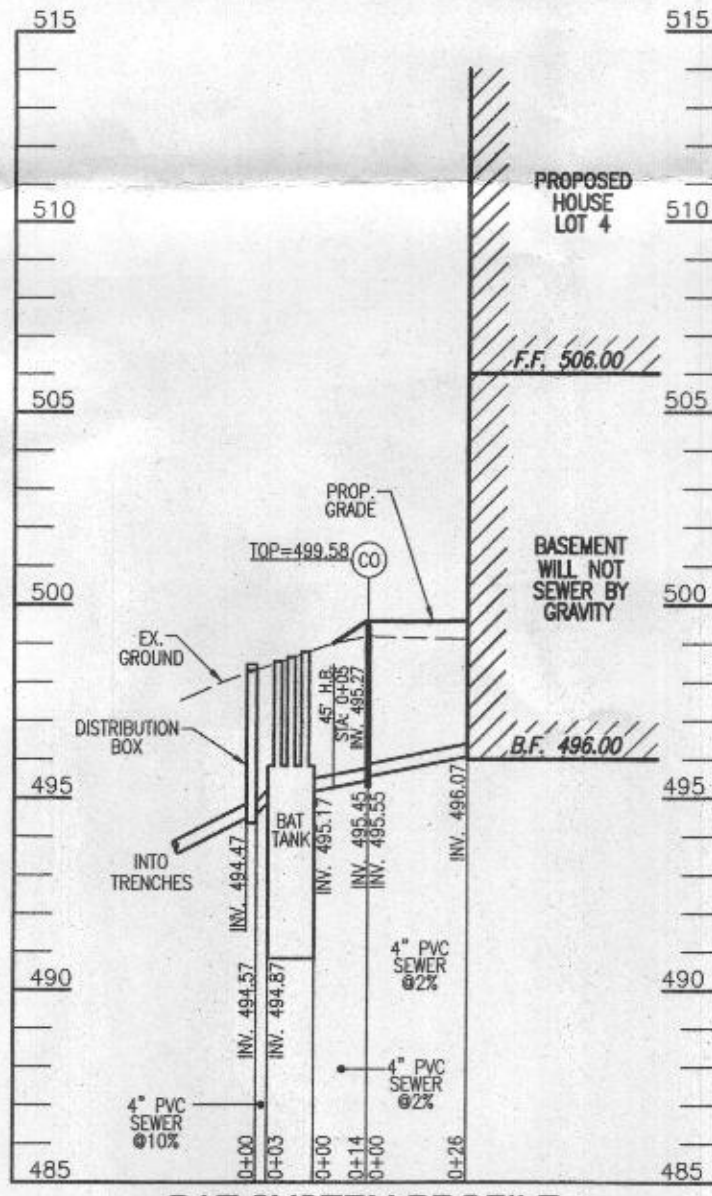 515
515
PROPOSED
HOUSE
LOT 4
510
510
F.F. 506.00
505
505
PROP.
GRADE
TOP=499.58
CO
BASEMENT
WILL NOT
SEWER BY
GRAVITY
500
500
EX.
GROUND
45° H.B.
STA: 0+05
INV. 495.27
DISTRIBUTION
BOX
B.F. 496.00
495
495
BAT
TANK
INTO
TRENCHES
INV. 494.47
INV. 495.17
INV. 495.45
INV. 495.55
INV. 496.07
490
490
INV. 494.57
INV. 494.87
4" PVC
SEWER
@2%
4" PVC
SEWER
@2%
4" PVC
SEWER
@10%
0+00
0+03
0+00
0+14
0+00
0+26
485
485